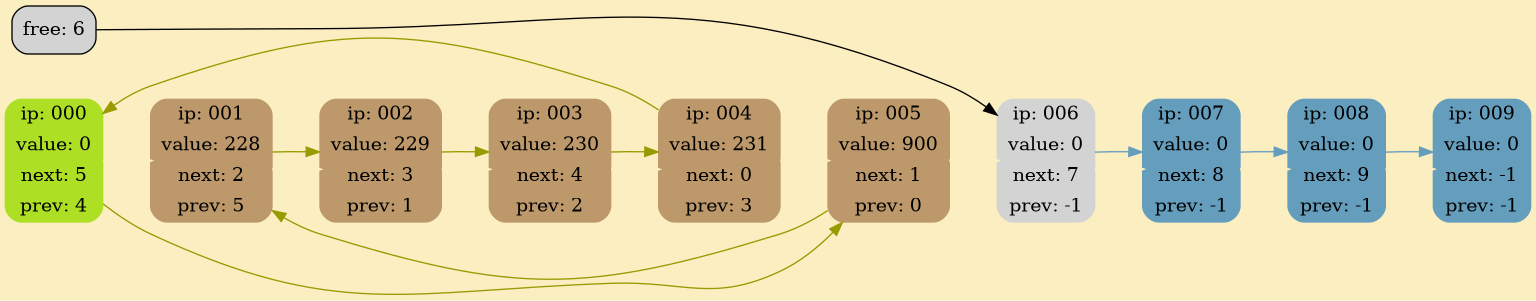 free: 6
ip: 000
value: 0
next: 5
prev: 4
ip: 001
value: 228
next: 2
prev: 5
ip: 002
value: 229
next: 3
prev: 1
ip: 003
value: 230
next: 4
prev: 2
ip: 004
value: 231
next: 0
prev: 3
ip: 005
value: 900
next: 1
prev: 0
ip: 006
value: 0
next: 7
prev: -1
ip: 007
value: 0
next: 8
prev: -1
ip: 008
value: 0
next: 9
prev: -1
ip: 009
value: 0
next: -1
prev: -1